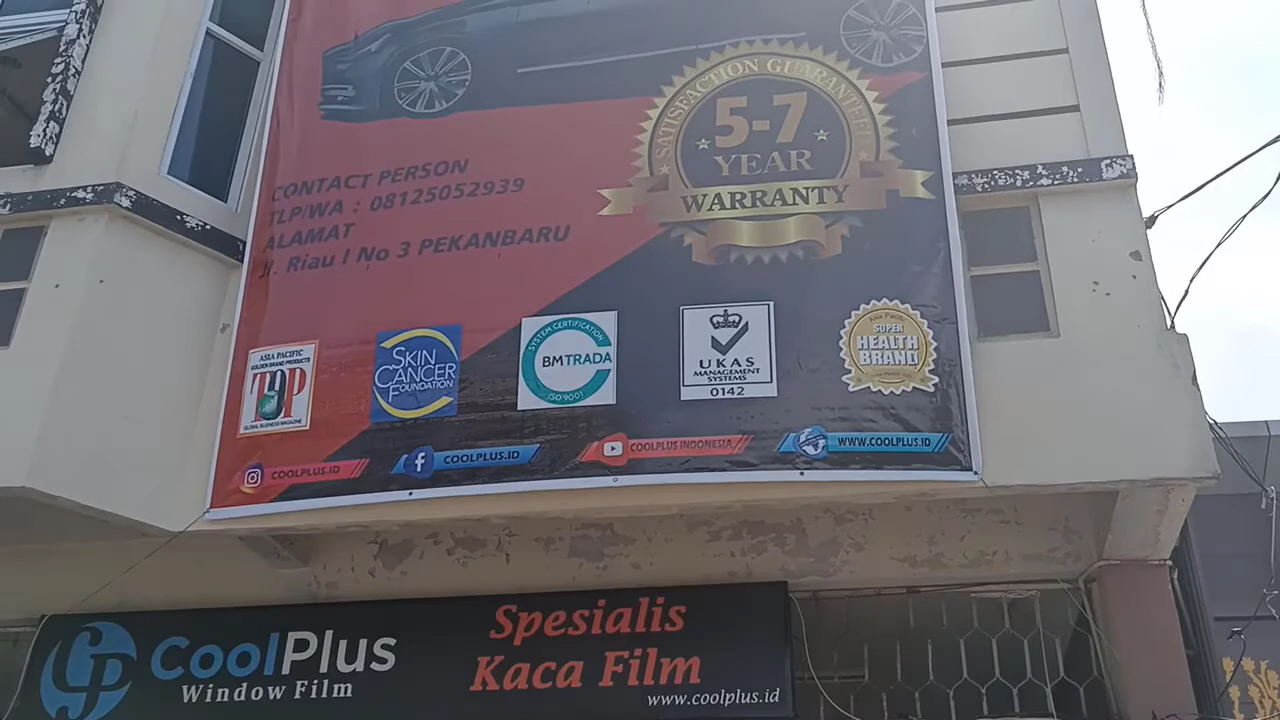 SATISFACTION GUARANTEED
5-7
YEAR
WARRANTY
CONTACT PERSON
TLP/WA : 08125052939
ALAMAT
Jl. Riau I No 3 PEKANBARU
ASIA PACIFIC
GOLDEN BRAND PRODUCTS
TOP
GLOBAL BUSINESS MAGAZINE
SKIN
CANCER
FOUNDATION
SYSTEM CERTIFICATION
BMTRADA
ISO 9001
UKAS
MANAGEMENT
SYSTEMS
0142
Asia Pacific
SUPER
HEALTH
BRAND
COOLPLUS.ID
COOLPLUS.ID
COOLPLUS INDONESIA
WWW.COOLPLUS.ID
CoolPlus
Window Film
Spesialis
Kaca Film
www.coolplus.id